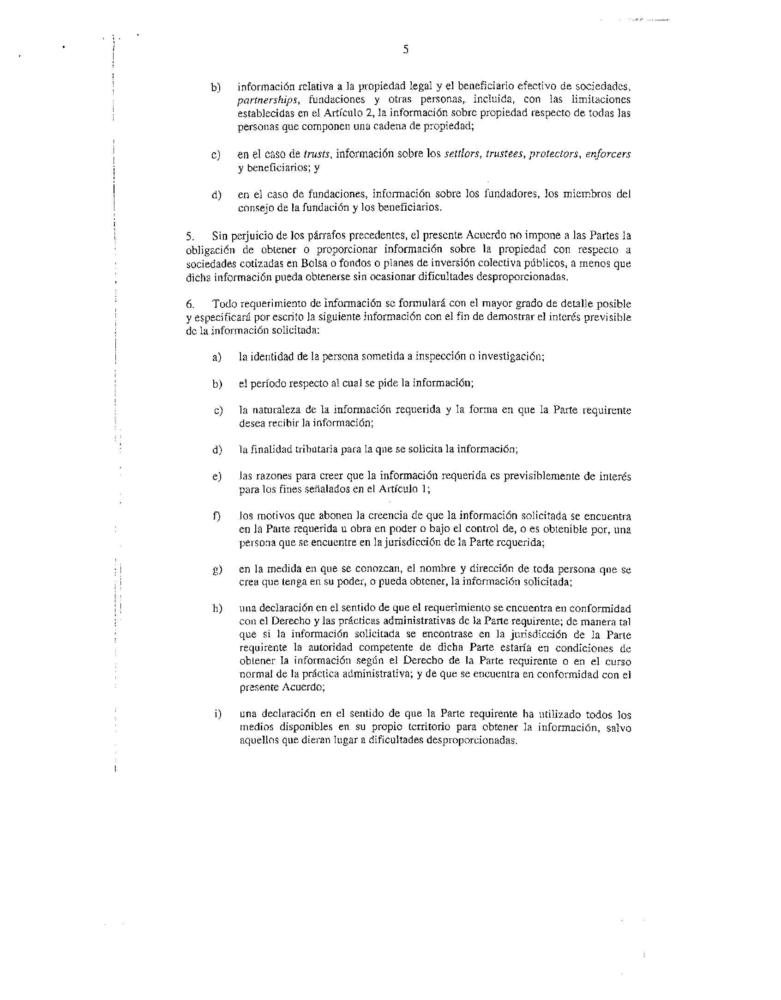 5
b) información relativa a la propiedad legal y el beneficiario efectivo de sociedades,
partnerships, fundaciones y otras personas, incluida, con las limitaciones
establecidas en el Artículo 2, la información sobre propiedad respecto de todas las
personas que componen una cadena de propiedad;
c) en el caso de trusts, información sobre los settlors, trustees, protectors, enforcers
y beneficiarios; y
d) en el caso de fundaciones, información sobre los fundadores, los miembros del
consejo de la fundación y los beneficiarios.
5. Sin perjuicio de los párrafos precedentes, el presente Acuerdo no impone a las Partes la
obligación de obtener o proporcionar información sobre la propiedad con respecto a
sociedades cotizadas en Bolsa o fondos o planes de inversión colectiva públicos, a menos que
dicha información pueda obtenerse sin ocasionar dificultades desproporcionadas.
6. Todo requerimiento de información se formulará con el mayor grado de detalle posible
y especificará por escrito la siguiente información con el fin de demostrar el interés previsible
de la información solicitada:
a) la identidad de la persona sometida a inspección o investigación;
b) el período respecto al cual se pide la información;
c) la naturaleza de la información requerida y la forma en que la Parte requirente
desea recibir la información;
d) la finalidad tributaria para la que se solicita la información;
e) las razones para creer que la información requerida es previsiblemente de interés
para los fines señalados en el Artículo 1;
f) los motivos que abonen la creencia de que la información solicitada se encuentra
en la Parte requerida u obra en poder o bajo el control de, o es obtenible por, una
persona que se encuentre en la jurisdicción de la Parte requerida;
g) en la medida en que se conozcan, el nombre y dirección de toda persona que se
crea que tenga en su poder, o pueda obtener, la información solicitada;
h) una declaración en el sentido de que el requerimiento se encuentra en conformidad
con el Derecho y las prácticas administrativas de la Parte requirente; de manera tal
que si la información solicitada se encontrase en la jurisdicción de la Parte
requirente la autoridad competente de dicha Parte estaría en condiciones de
obtener la información según el Derecho de la Parte requirente o en el curso
normal de la práctica administrativa; y de que se encuentra en conformidad con el
presente Acuerdo;
i) una declaración en el sentido de que la Parte requirente ha utilizado todos los
medios disponibles en su propio territorio para obtener la información, salvo
aquellos que dieran lugar a dificultades desproporcionadas.